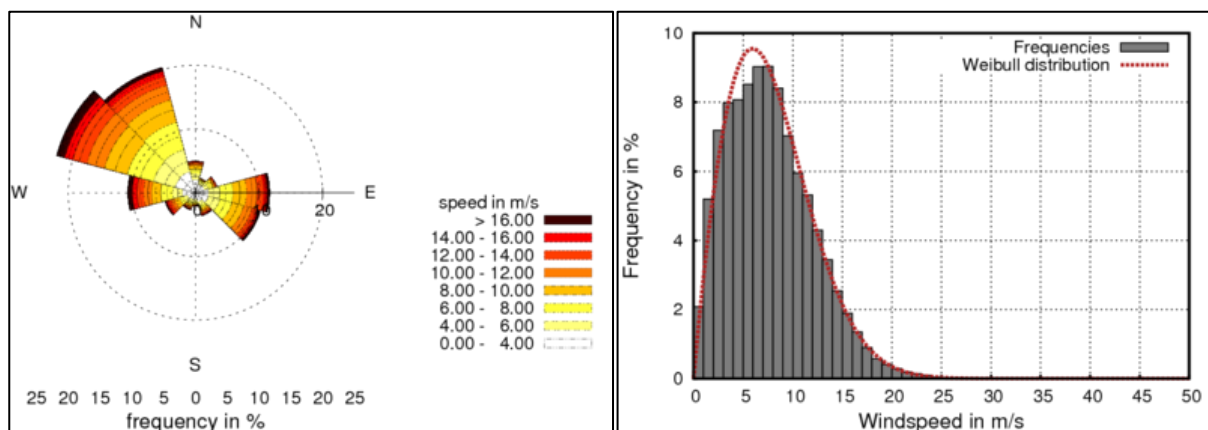 N
W
E
0
10
20
speed in m/s
> 16.00
14.00 - 16.00
12.00 - 14.00
10.00 - 12.00
8.00 - 10.00
6.00 - 8.00
4.00 - 6.00
0.00 - 4.00
S
25 20 15 10 5 0 5 10 15 20 25
frequency in %
10
8
6
4
2
0
Frequency in %
Frequencies
Weibull distribution
0 5 10 15 20 25 30 35 40 45 50
Windspeed in m/s